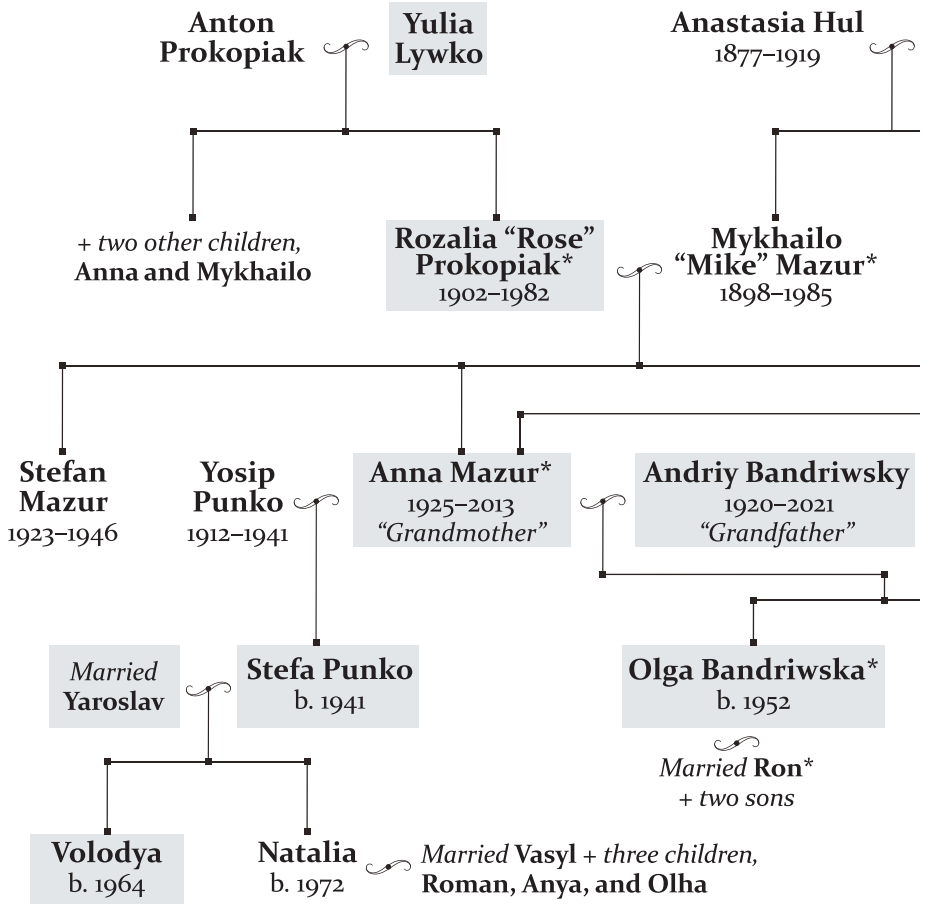 Anton
Prokopiak
Yulia
Lywko
Anastasia Hul
1877–1919
+ two other children,
Anna and Mykhailo
Rozalia “Rose”
Prokopiak*
1902–1982
Mykhailo
“Mike” Mazur*
1898–1985
Stefan
Mazur
1923–1946
Yosip
Punko
1912–1941
Anna Mazur*
1925–2013
“Grandmother”
Andriy Bandriwsky
1920–2021
“Grandfather”
Married
Yaroslav
Stefa Punko
b. 1941
Olga Bandriwska*
b. 1952
Married Ron*
+ two sons
Volodya
b. 1964
Natalia
b. 1972
Married Vasyl + three children,
Roman, Anya, and Olha